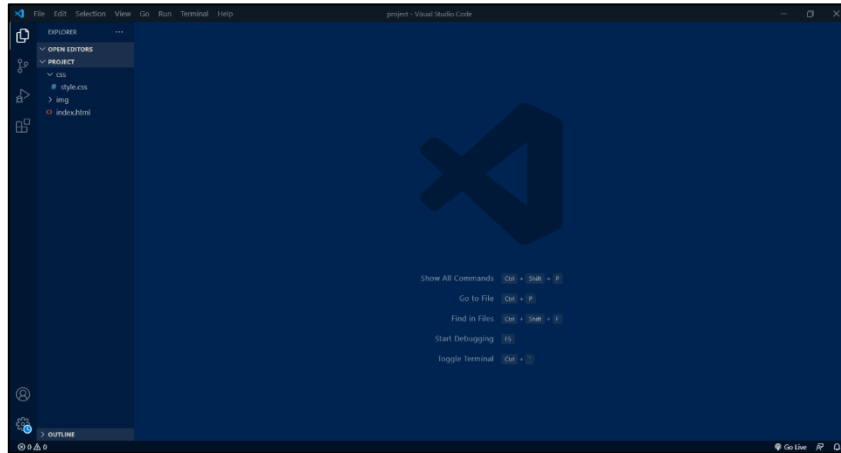 File Edit Selection View Go Run Terminal Help
project - Visual Studio Code
EXPLORER
OPEN EDITORS
PROJECT
css
# style.css
img
<> index.html
Show All Commands Ctrl + Shift + P
Go to File Ctrl + P
Find in Files Ctrl + Shift + F
Start Debugging F5
Toggle Terminal Ctrl + `
OUTLINE
0 0
Go Live